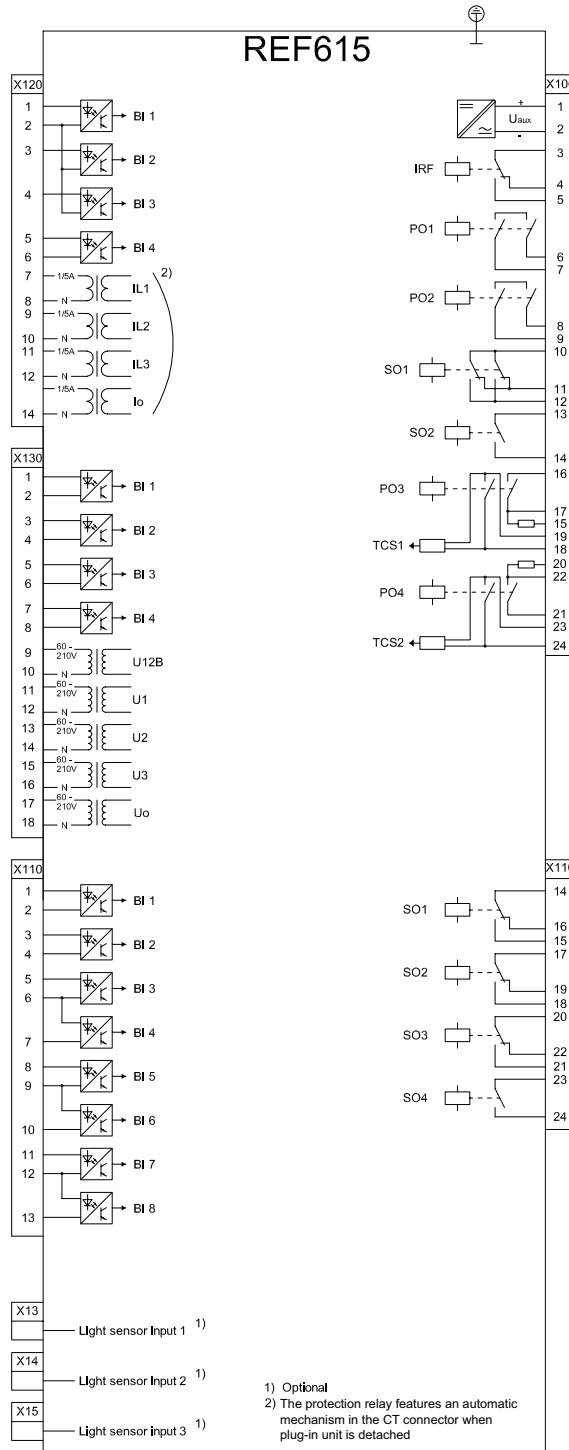 REF615
X120
1
2
BI 1
3
BI 2
4
BI 3
5
6
BI 4
7
1/5A
8
N
IL1
2)
9
1/5A
10
N
IL2
11
1/5A
12
N
IL3
1/5A
14
N
Io
X130
1
2
BI 1
3
4
BI 2
5
6
BI 3
7
8
BI 4
9
60 -
210V
10
N
U12B
11
60 -
210V
12
N
U1
13
60 -
210V
14
N
U2
15
60 -
210V
16
N
U3
17
60 -
210V
18
N
Uo
X110
1
2
BI 1
3
4
BI 2
5
6
BI 3
7
BI 4
8
9
BI 5
10
BI 6
11
12
BI 7
13
BI 8
X13
Light sensor input 1 1)
X14
Light sensor input 2 1)
X15
Light sensor input 3 1)
X100
1
+
Uaux
2
-
3
IRF
4
5
PO1
6
7
PO2
8
9
10
SO1
11
12
13
SO2
14
16
PO3
17
15
19
TCS1
18
20
22
PO4
21
23
TCS2
24
14
SO1
16
15
17
SO2
19
18
20
SO3
22
21
23
SO4
24
1) Optional
2) The protection relay features an automatic
mechanism in the CT connector when
plug-in unit is detached